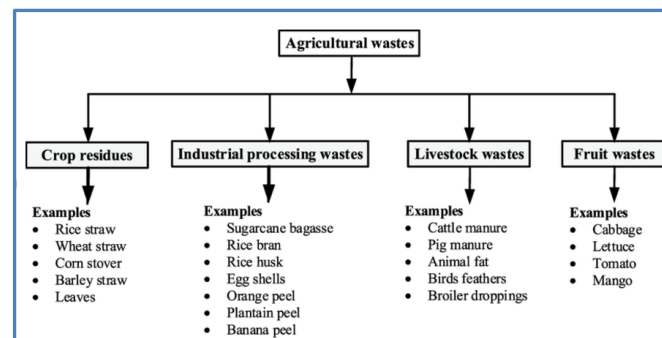 Agricultural wastes
Crop residues
Industrial processing wastes
Livestock wastes
Fruit wastes
Examples
• Rice straw
• Wheat straw
• Corn stover
• Barley straw
• Leaves
Examples
• Sugarcane bagasse
• Rice bran
• Rice husk
• Egg shells
• Orange peel
• Plantain peel
• Banana peel
Examples
• Cattle manure
• Pig manure
• Animal fat
• Birds feathers
• Broiler droppings
Examples
• Cabbage
• Lettuce
• Tomato
• Mango